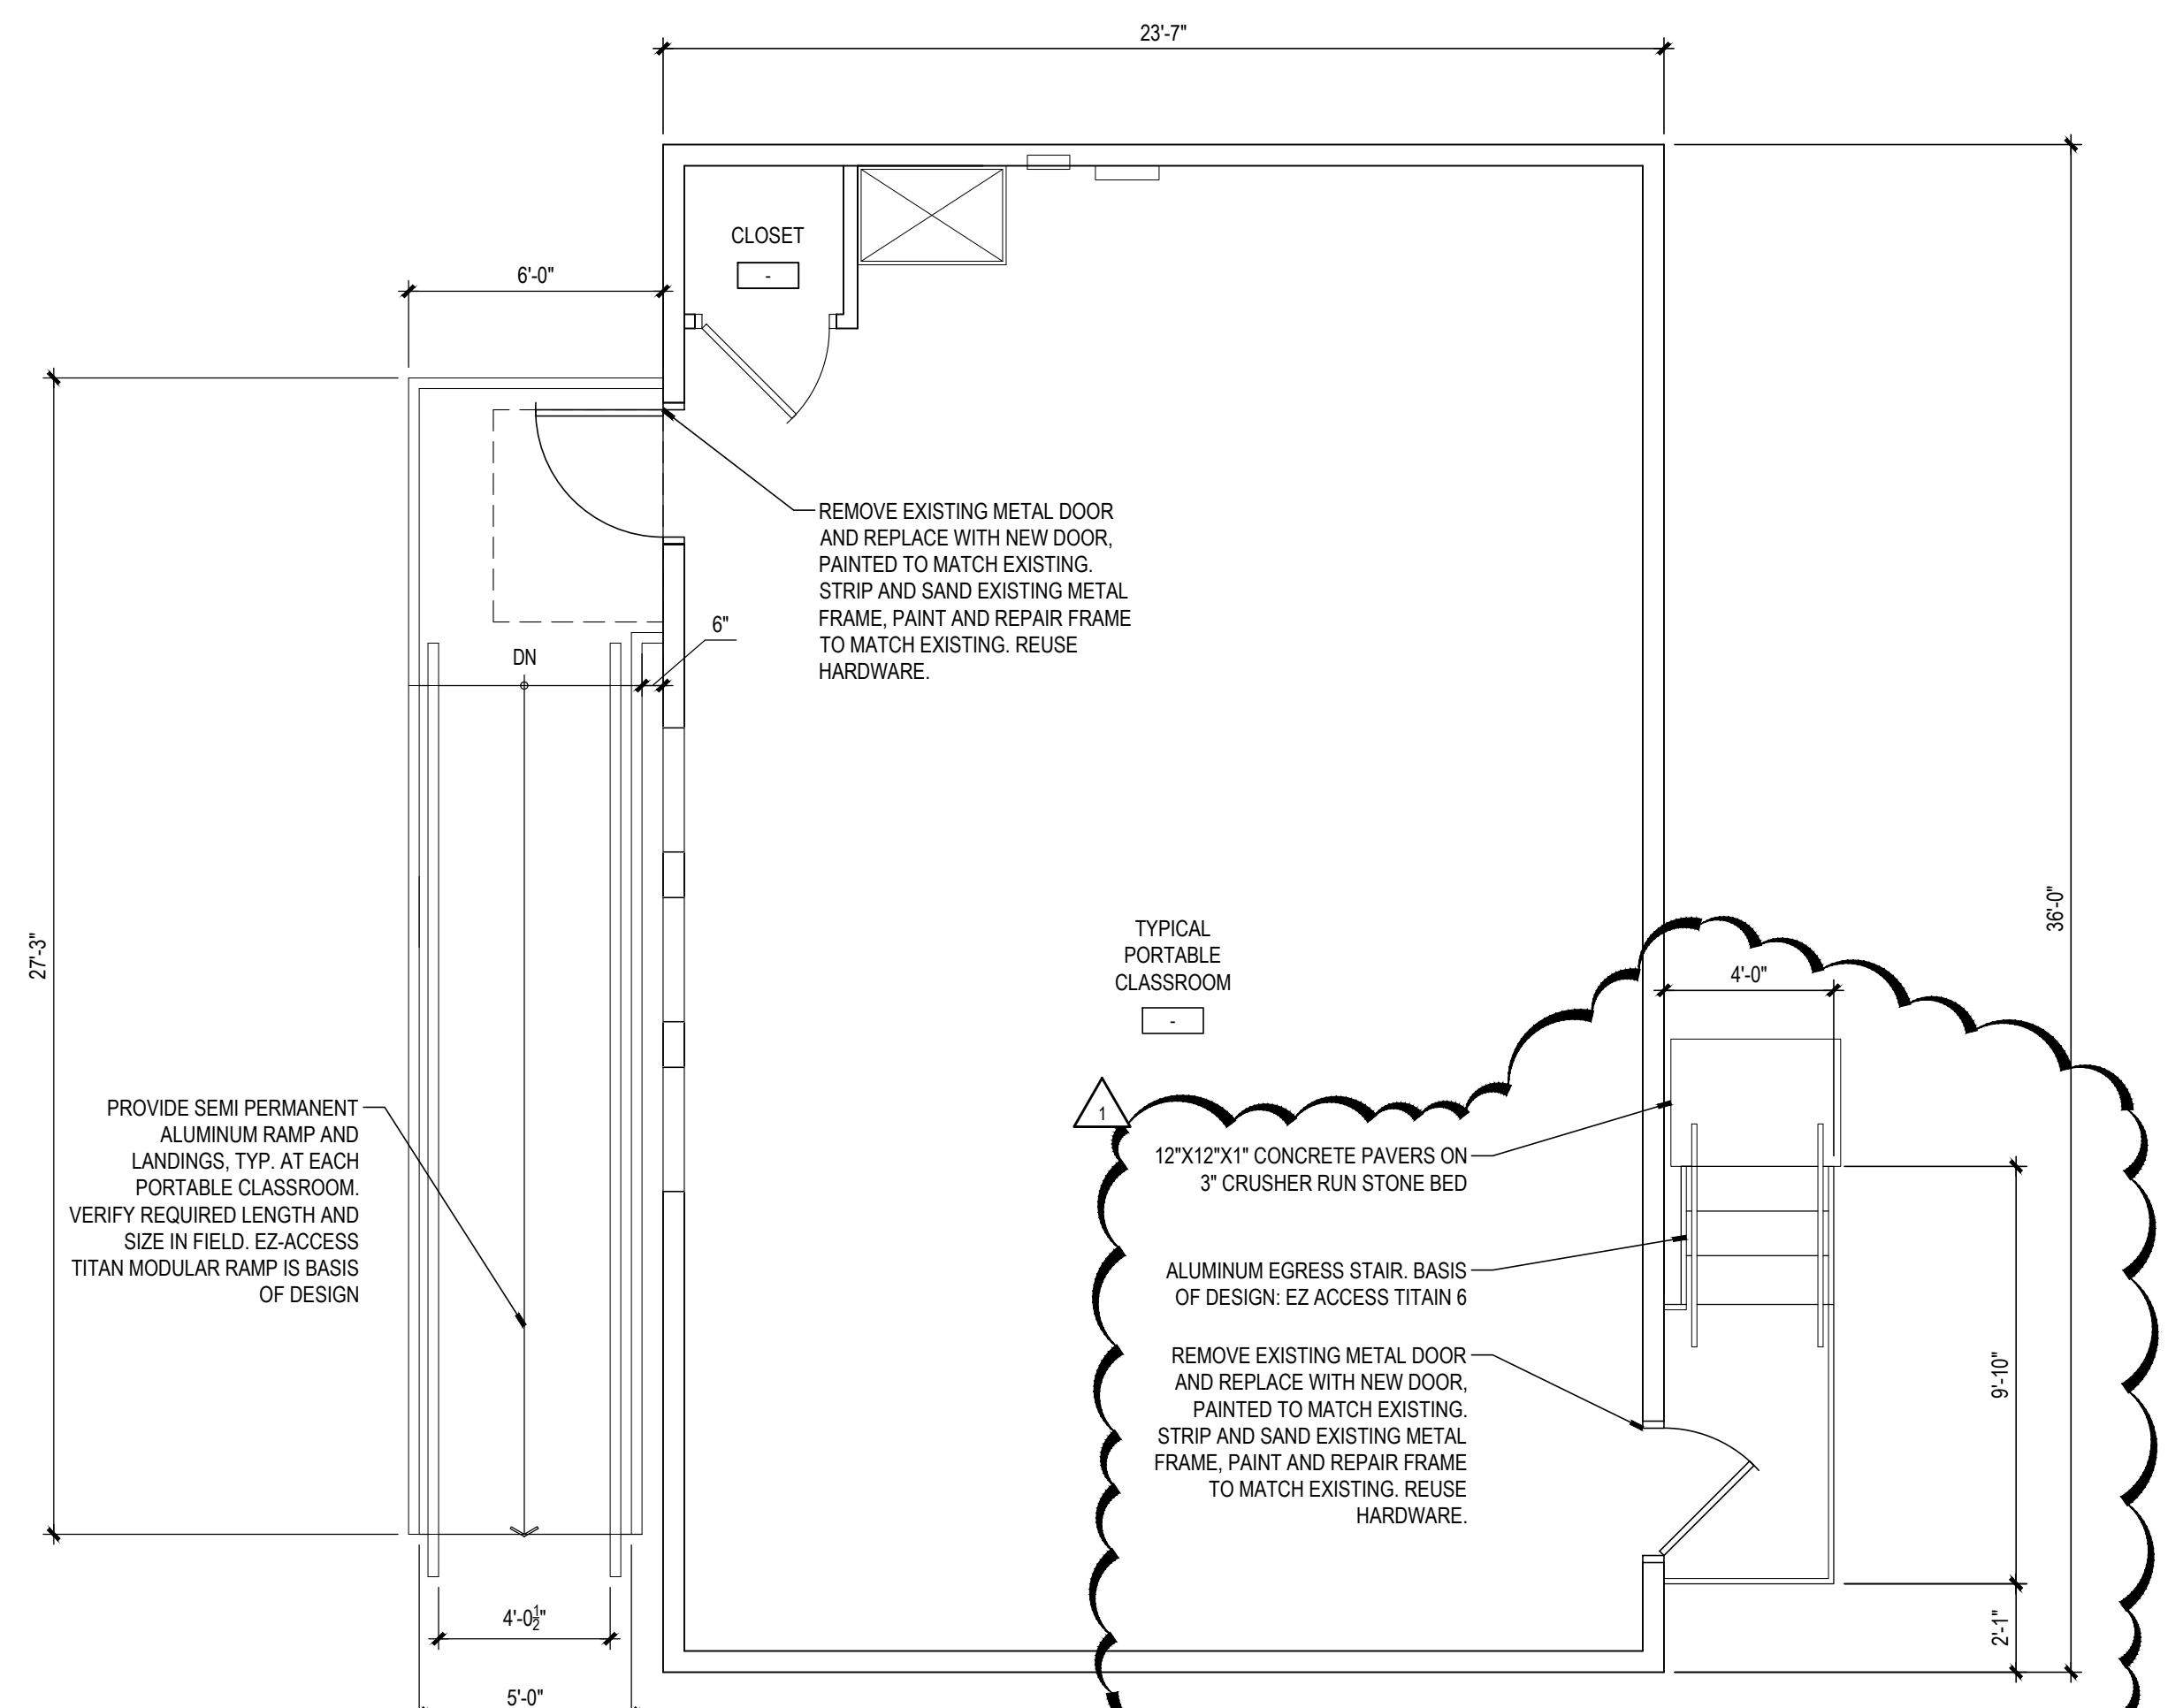 23'-7"
CLOSET
-
6'-0"
REMOVE EXISTING METAL DOOR
AND REPLACE WITH NEW DOOR,
PAINTED TO MATCH EXISTING.
STRIP AND SAND EXISTING METAL
FRAME, PAINT AND REPAIR FRAME
TO MATCH EXISTING. REUSE
HARDWARE.
6"
DN
27'-3"
36'-0"
TYPICAL
PORTABLE
CLASSROOM
-
4'-0"
1
PROVIDE SEMI PERMANENT
ALUMINUM RAMP AND
LANDINGS, TYP. AT EACH
PORTABLE CLASSROOM.
VERIFY REQUIRED LENGTH AND
SIZE IN FIELD. EZ-ACCESS
TITAN MODULAR RAMP IS BASIS
OF DESIGN
12"X12"X1" CONCRETE PAVERS ON
3" CRUSHER RUN STONE BED
ALUMINUM EGRESS STAIR. BASIS
OF DESIGN: EZ ACCESS TITAIN 6
REMOVE EXISTING METAL DOOR
AND REPLACE WITH NEW DOOR,
PAINTED TO MATCH EXISTING.
STRIP AND SAND EXISTING METAL
FRAME, PAINT AND REPAIR FRAME
TO MATCH EXISTING. REUSE
HARDWARE.
9'-10"
2'-1"
4'-0½"
5'-0"